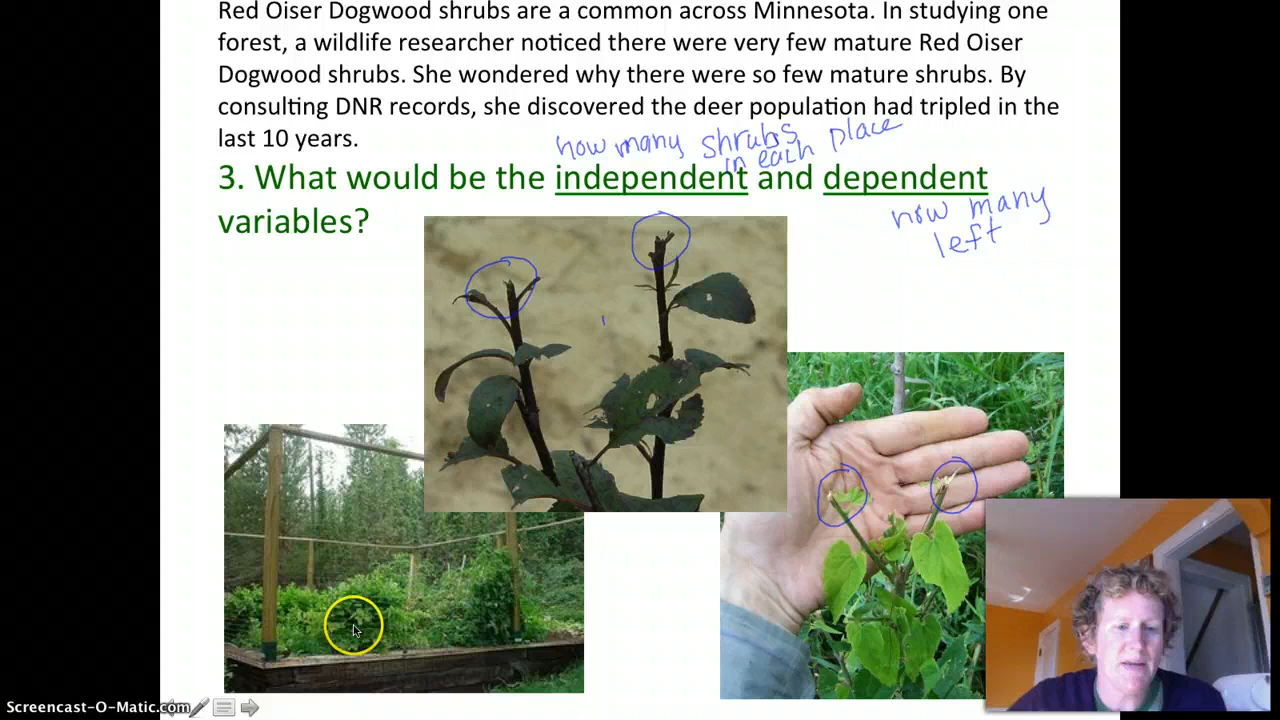 Red Oiser Dogwood shrubs are a common across Minnesota. In studying one
forest, a wildlife researcher noticed there were very few mature Red Oiser
Dogwood shrubs. She wondered why there were so few mature shrubs. By
consulting DNR records, she discovered the deer population had tripled in the
last 10 years.
how many shrubs
in each place
3. What would be the independent and dependent
variables?
how many
left
Screencast-O-Matic.com